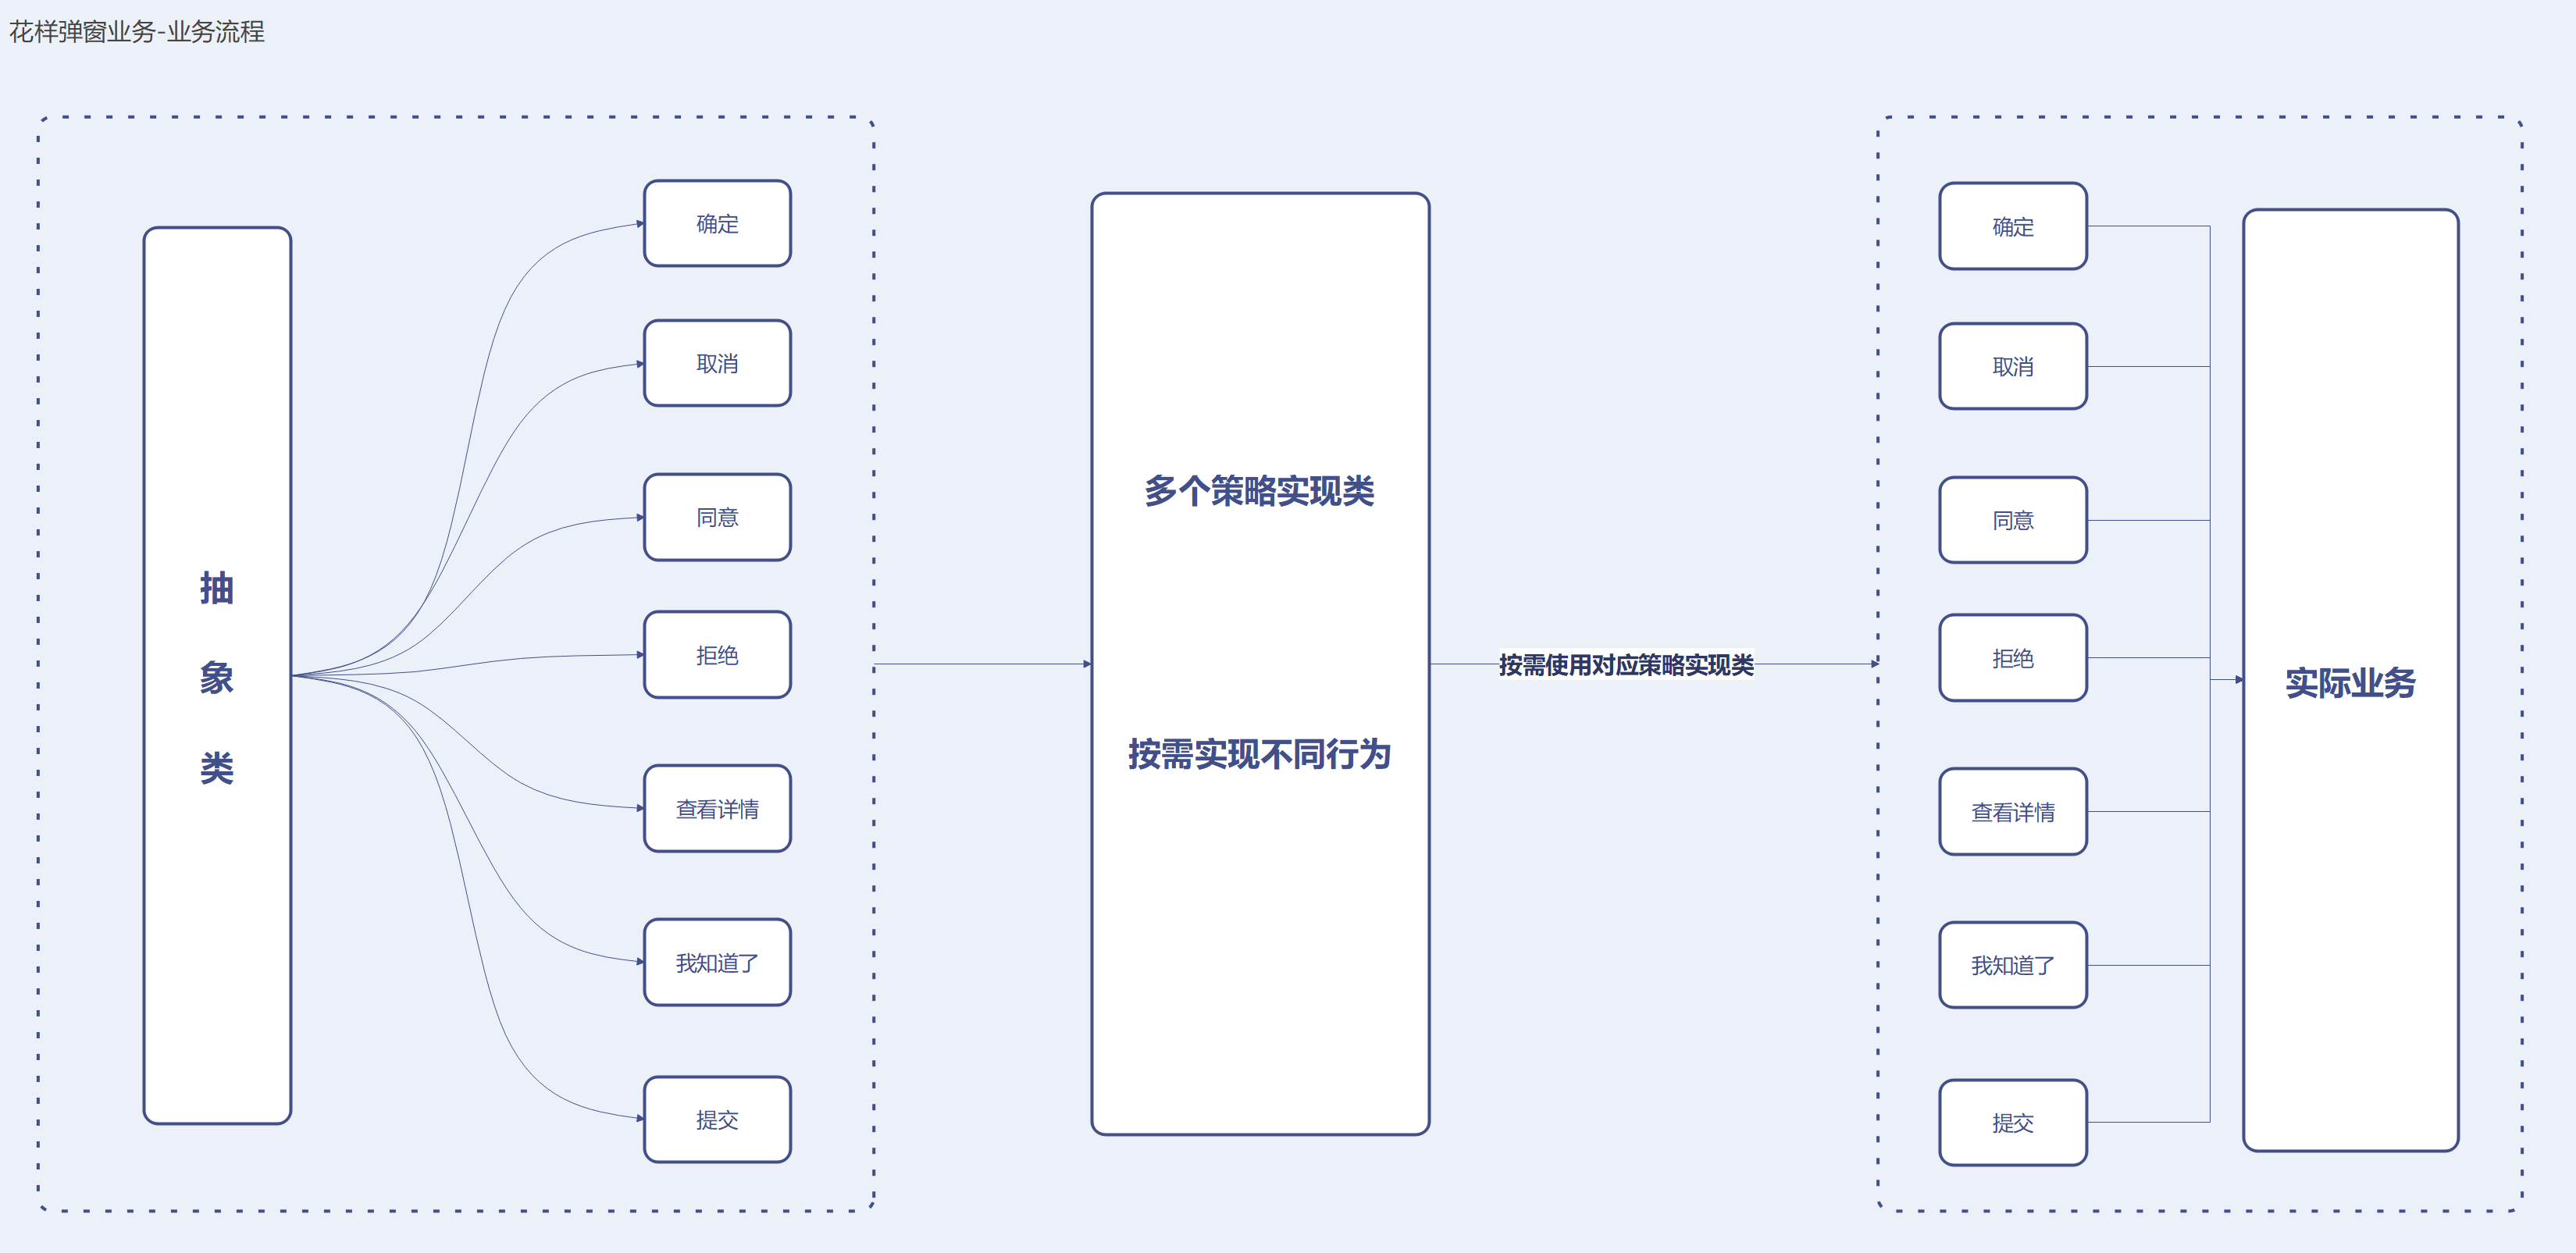 花样弹窗业务-业务流程
抽
象
类
确定
取消
同意
拒绝
查看详情
我知道了
提交
多个策略实现类
按需实现不同行为
按需使用对应策略实现类
确定
取消
同意
拒绝
查看详情
我知道了
提交
实际业务